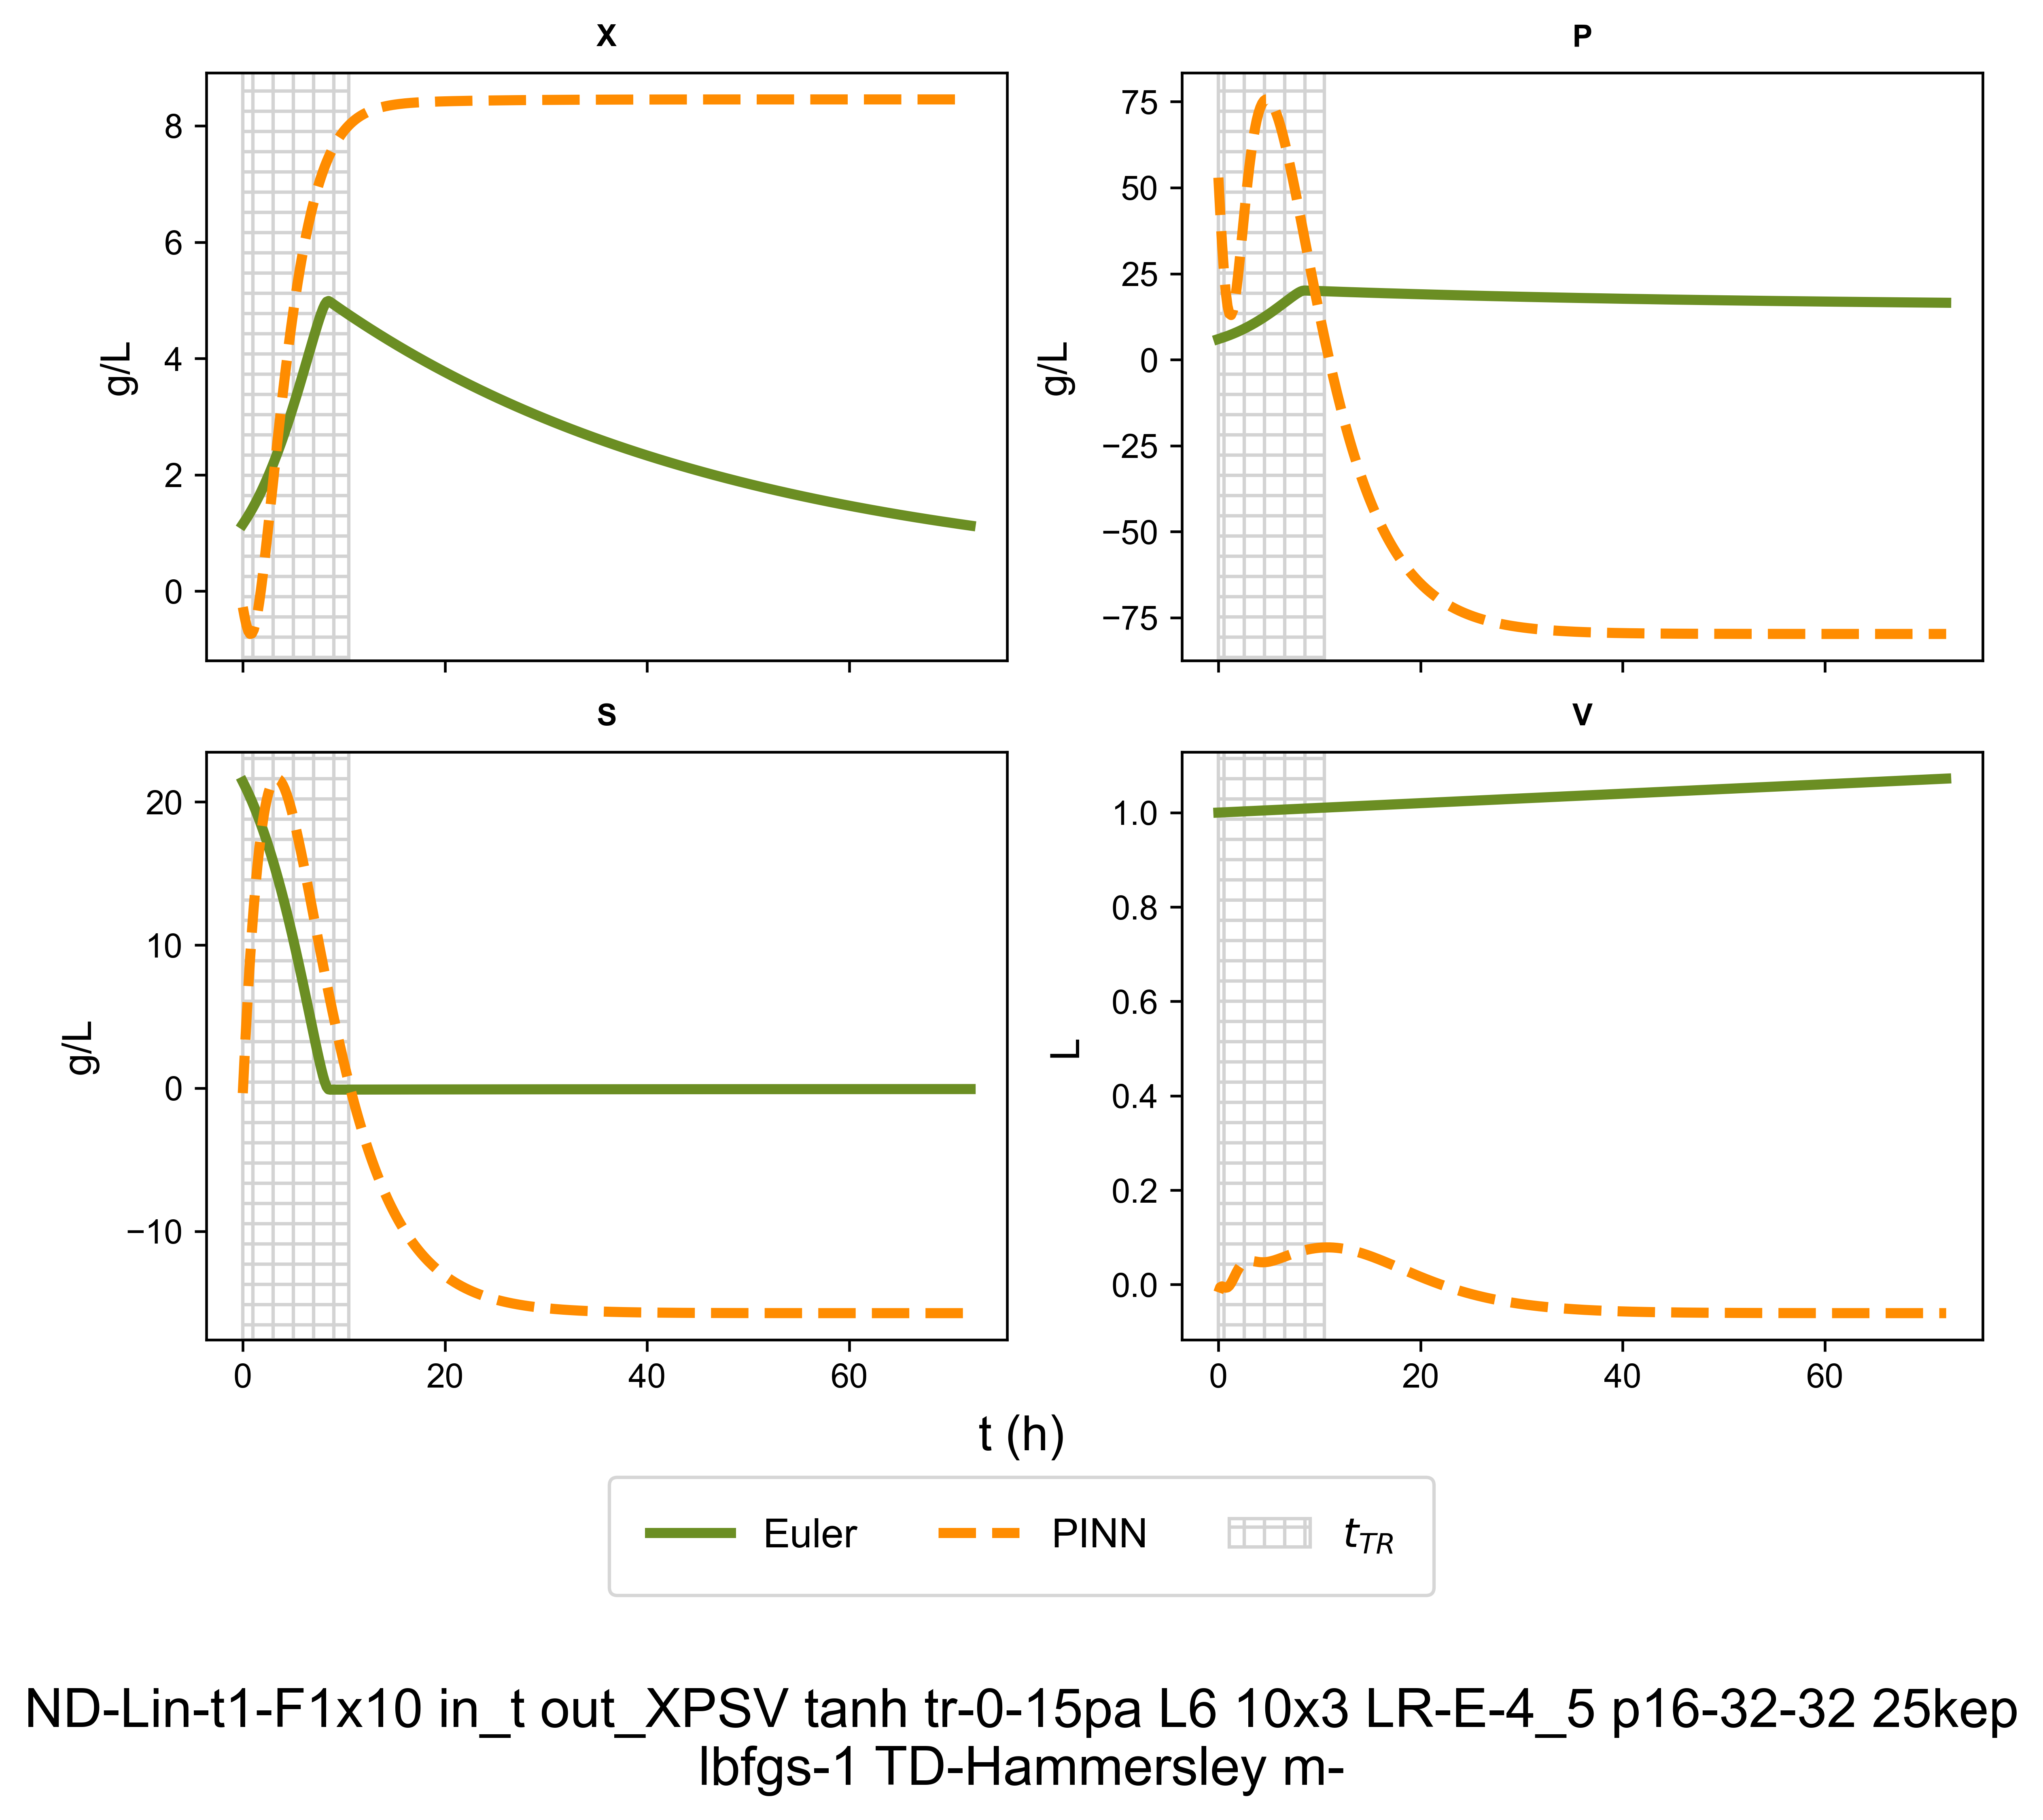 X
8
6
4
2
0
g/L
P
75
50
25
0
−25
−50
−75
g/L
S
20
10
0
−10
g/L
0
20
40
60
V
1.0
0.8
0.6
0.4
0.2
0.0
L
0
20
40
60
t (h)
Euler
PINN
t_TR
ND-Lin-t1-F1x10 in_t out_XPSV tanh tr-0-15pa L6 10x3 LR-E-4_5 p16-32-32 25kep
lbfgs-1 TD-Hammersley m-